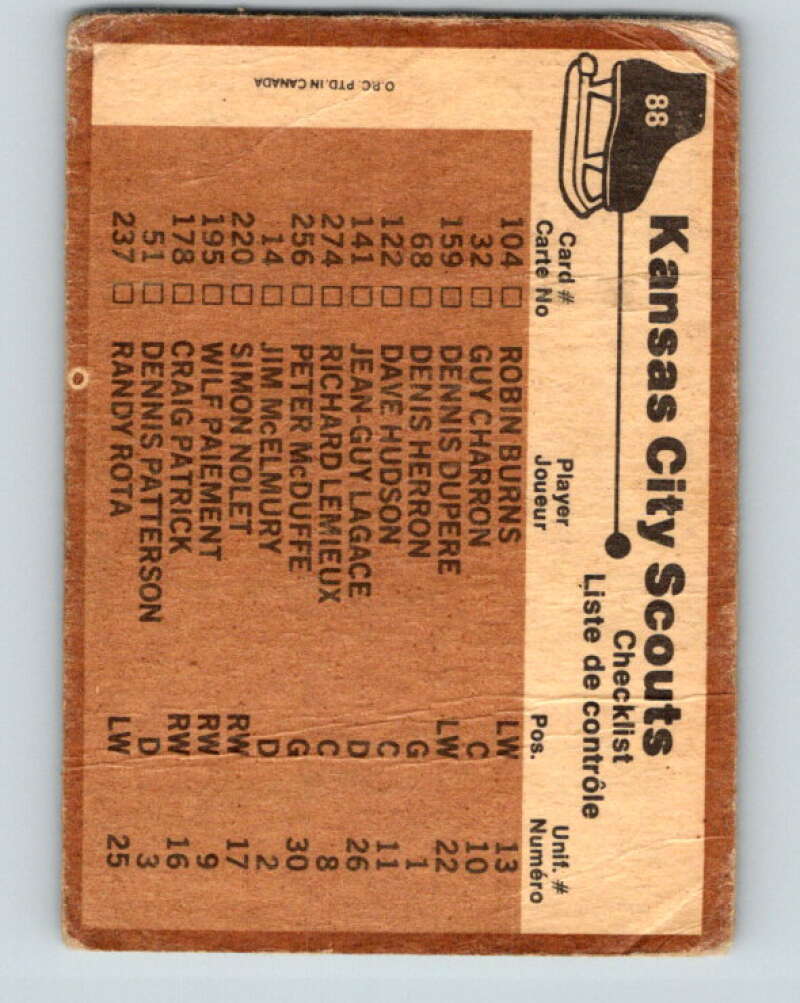 88
Kansas City Scouts
Checklist
Liste de contrôle
Card # Player Pos. Unif. #
Carte No Joueur Numéro
104 □ ROBIN BURNS LW 13
32 □ GUY CHARRON C 10
159 □ DENNIS DUPERE LW 22
68 □ DENIS HERRON G 1
122 □ DAVE HUDSON C 11
141 □ JEAN-GUY LAGACE D 26
274 □ RICHARD LEMIEUX C 8
256 □ PETER McDUFFE G 30
14 □ JIM McELMURY D 2
220 □ SIMON NOLET RW 17
195 □ WILF PAIEMENT RW 9
178 □ CRAIG PATRICK RW 16
51 □ DENNIS PATTERSON D 3
237 □ RANDY ROTA LW 25
O.P.C. PTD. IN CANADA